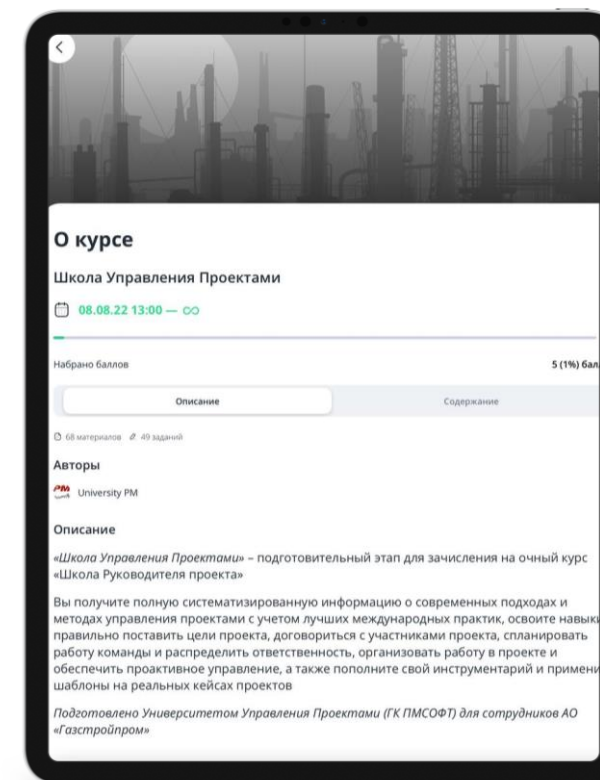 О курсе
Школа Управления Проектами
08.08.22 13:00 — ∞
Набрано баллов
5 (1%) бал
Описание
Содержание
68 материалов 49 заданий
Авторы
PM
University PM
Описание
«Школа Управления Проектами» – подготовительный этап для зачисления на очный курс
«Школа Руководителя проекта»
Вы получите полную систематизированную информацию о современных подходах и
методах управления проектами с учетом лучших международных практик, освоите навыки
правильно поставить цели проекта, договориться с участниками проекта, спланировать
работу команды и распределить ответственность, организовать работу в проекте и
обеспечить проактивное управление, а также пополните свой инструментарий и примени
шаблоны на реальных кейсах проектов
Подготовлено Университетом Управления Проектами (ГК ПМСОФТ) для сотрудников АО
«Газстройпром»